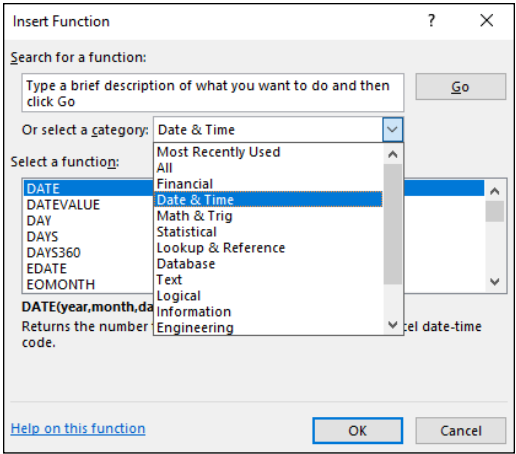 Insert Function ?
Search for a function:
Type a brief description of what you want to do and then
click Go
Go
Or select a category: Date & Time
Most Recently Used
All
Financial
Date & Time
Math & Trig
Statistical
Lookup & Reference
Database
Text
Logical
Information
Engineering
Select a function:
DATE
DATEVALUE
DAY
DAYS
DAYS360
EDATE
EOMONTH
DATE(year,month,da
Returns the number cel date-time
code.
Help on this function
OK
Cancel